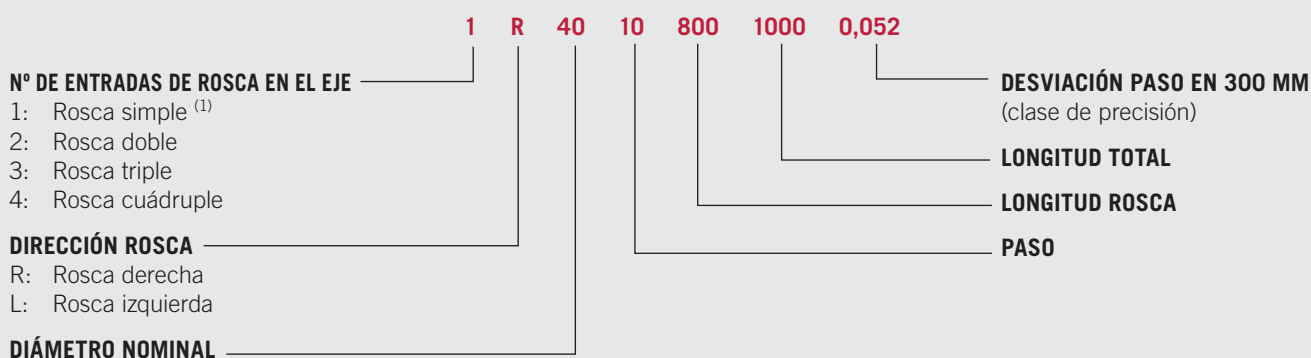 1 R 40 10 800 1000 0,052
Nº DE ENTRADAS DE ROSCA EN EL EJE
1: Rosca simple (1)
2: Rosca doble
3: Rosca triple
4: Rosca cuádruple
DIRECCIÓN ROSCA
R: Rosca derecha
L: Rosca izquierda
DIÁMETRO NOMINAL
DESVIACIÓN PASO EN 300 MM
(clase de precisión)
LONGITUD TOTAL
LONGITUD ROSCA
PASO